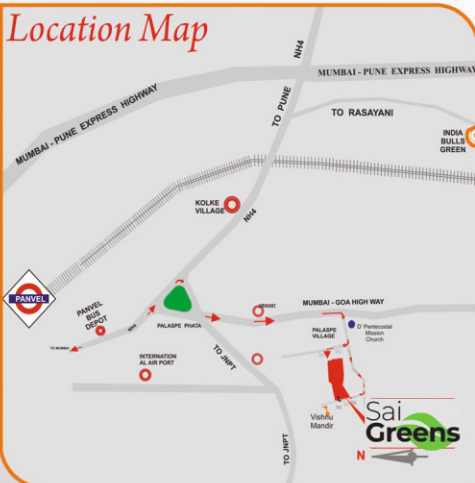 Location Map
NH4
MUMBAI - PUNE EXPRESS HIGHWAY
MUMBAI - PUNE EXPRESS HIGHWAY
TO PUNE
TO RASAYANI
INDIA
BULLS
GREEN
KOLKE
VILLAGE
NH4
PANVEL
PANVEL
BUS
DEPOT
NH4
TO MUMBAI
PALASPE PHATA
MUMBAI - GOA HIGH WAY
PALASPE
VILLAGE
D' Pentecostal
Mission
Church
TO JNPT
INTERNATION
AL AIR PORT
Vishnu
Mandir
Sai
Greens
N
TO JNPT